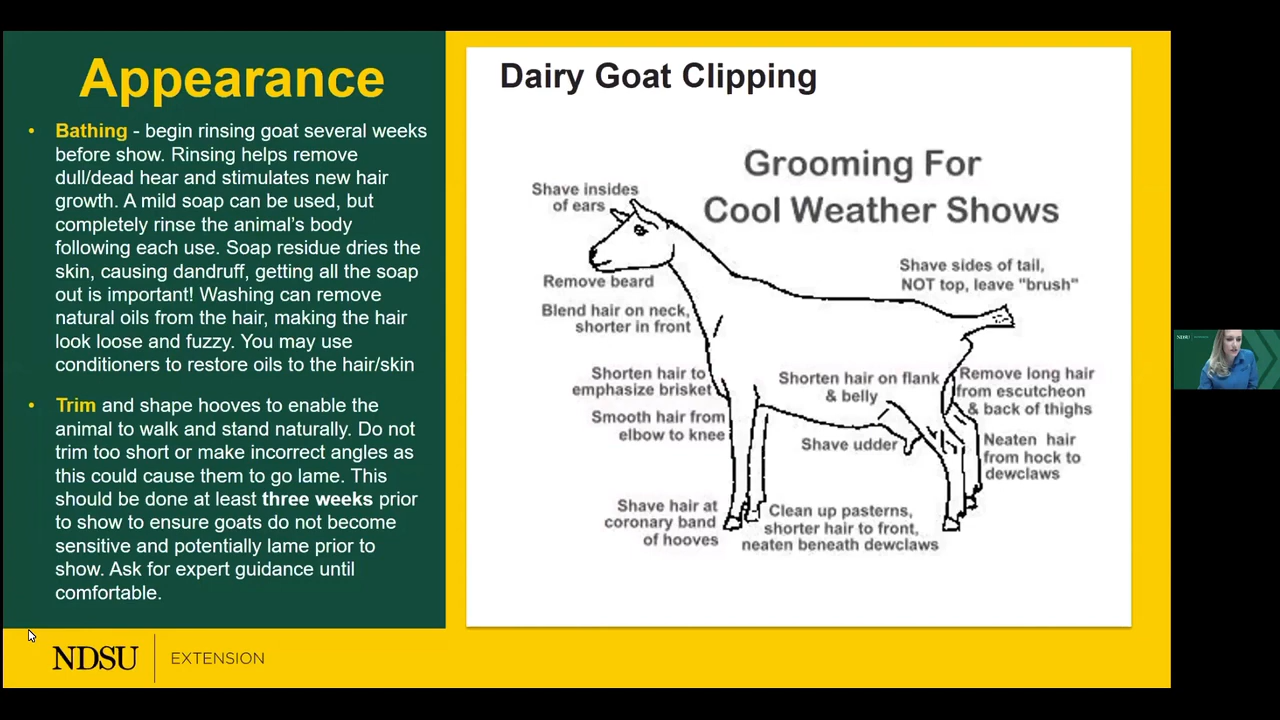 Appearance
• Bathing - begin rinsing goat several weeks
before show. Rinsing helps remove
dull/dead hear and stimulates new hair
growth. A mild soap can be used, but
completely rinse the animal's body
following each use. Soap residue dries the
skin, causing dandruff, getting all the soap
out is important! Washing can remove
natural oils from the hair, making the hair
look loose and fuzzy. You may use
conditioners to restore oils to the hair/skin
• Trim and shape hooves to enable the
animal to walk and stand naturally. Do not
trim too short or make incorrect angles as
this could cause them to go lame. This
should be done at least three weeks prior
to show to ensure goats do not become
sensitive and potentially lame prior to
show. Ask for expert guidance until
comfortable.
NDSU EXTENSION
Dairy Goat Clipping
Grooming For
Cool Weather Shows
Shave insides
of ears
Remove beard
Blend hair on neck,
shorter in front
Shorten hair to
emphasize brisket
Smooth hair from
elbow to knee
Shave hair at
coronary band
of hooves
Shave sides of tail,
NOT top, leave "brush"
Shorten hair on flank
& belly
Shave udder
Remove long hair
from escutcheon
& back of thighs
Neaten hair
from hock to
dewclaws
Clean up pasterns,
shorter hair to front,
neaten beneath dewclaws
NDSU